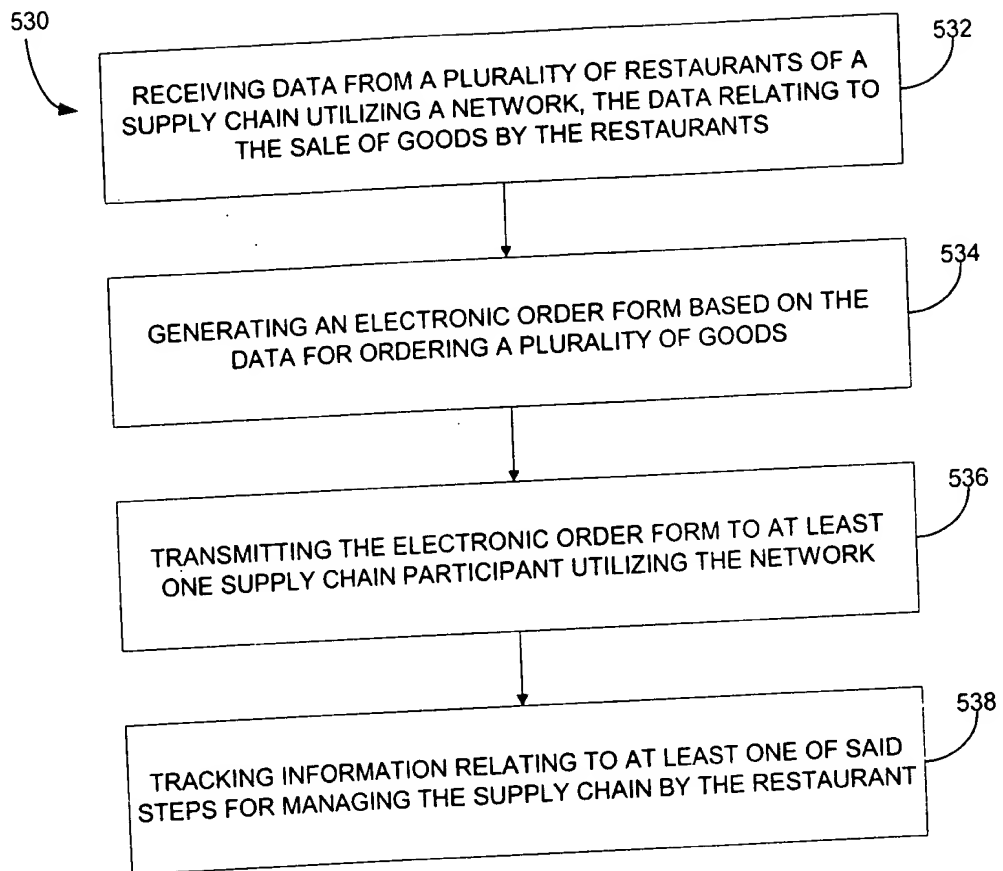 530
532
RECEIVING DATA FROM A PLURALITY OF RESTAURANTS OF A
SUPPLY CHAIN UTILIZING A NETWORK, THE DATA RELATING TO
THE SALE OF GOODS BY THE RESTAURANTS
534
GENERATING AN ELECTRONIC ORDER FORM BASED ON THE
DATA FOR ORDERING A PLURALITY OF GOODS
536
TRANSMITTING THE ELECTRONIC ORDER FORM TO AT LEAST
ONE SUPPLY CHAIN PARTICIPANT UTILIZING THE NETWORK
538
TRACKING INFORMATION RELATING TO AT LEAST ONE OF SAID
STEPS FOR MANAGING THE SUPPLY CHAIN BY THE RESTAURANT